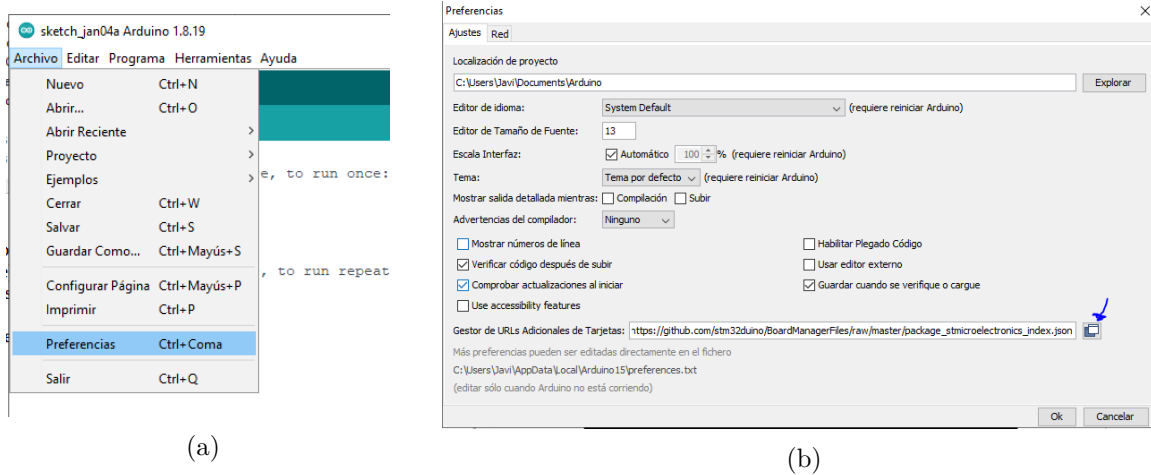 sketch_jan04a Arduino 1.8.19
Archivo Editar Programa Herramientas Ayuda
Nuevo Ctrl+N
Abrir... Ctrl+O
Abrir Reciente
Proyecto
Ejemplos
Cerrar Ctrl+W
Salvar Ctrl+S
Guardar Como... Ctrl+Mayús+S
Configurar Página Ctrl+Mayús+P
Imprimir Ctrl+P
Preferencias Ctrl+Coma
Salir Ctrl+Q
e, to run once:
, to run repeat
(a)
Preferencias
Ajustes Red
Localización de proyecto
C:\Users\Javi\Documents\Arduino Explorar
Editor de idioma: System Default (requiere reiniciar Arduino)
Editor de Tamaño de Fuente: 13
Escala Interfaz: Automático 100 % (requiere reiniciar Arduino)
Tema: Tema por defecto (requiere reiniciar Arduino)
Mostrar salida detallada mientras: Compilación Subir
Advertencias del compilador: Ninguno
Mostrar números de línea Habilitar Plegado Código
Verificar código después de subir Usar editor externo
Comprobar actualizaciones al iniciar Guardar cuando se verifique o cargue
Use accessibility features
Gestor de URLs Adicionales de Tarjetas: https://github.com/stm32duino/BoardManagerFiles/raw/master/package_stmicroelectronics_index.json
Más preferencias pueden ser editadas directamente en el fichero
C:\Users\Javi\AppData\Local\Arduino15\preferences.txt
(editar sólo cuando Arduino no está corriendo)
Ok Cancelar
(b)